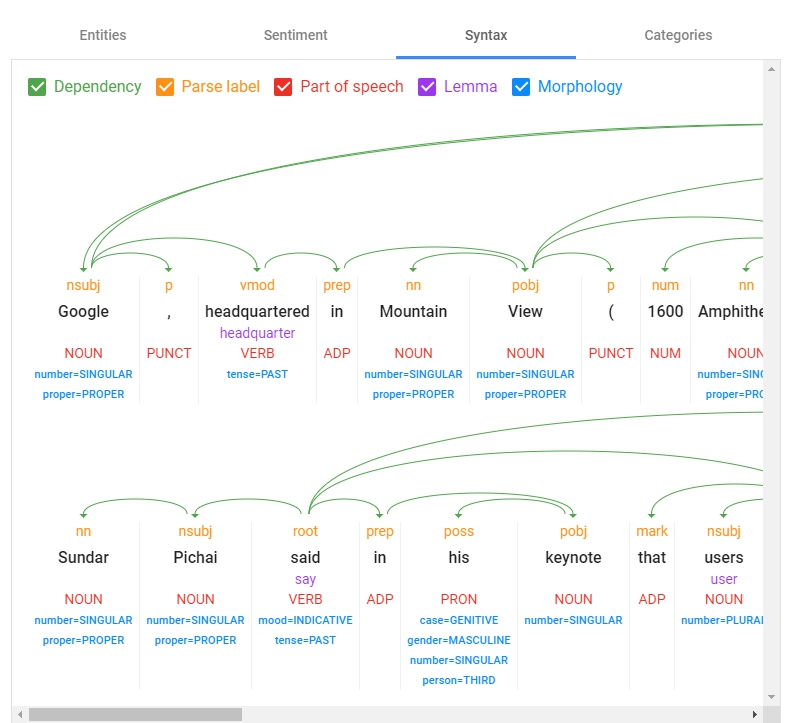 Entities Sentiment Syntax Categories
Dependency Parse label Part of speech Lemma Morphology
nsubj p vmod prep nn pobj p num nn
Google , headquartered in Mountain View ( 1600 Amphithe
headquarter
NOUN PUNCT VERB ADP NOUN NOUN PUNCT NUM NOUN
number=SINGULAR tense=PAST number=SINGULAR number=SINGULAR number=SING
proper=PROPER proper=PROPER proper=PROPER proper=PRO
nn nsubj root prep poss pobj mark nsubj
Sundar Pichai said in his keynote that users
say user
NOUN NOUN VERB ADP PRON NOUN ADP NOUN
number=SINGULAR number=SINGULAR mood=INDICATIVE case=GENITIVE number=SINGULAR number=PLURAL
proper=PROPER proper=PROPER tense=PAST gender=MASCULINE
number=SINGULAR
person=THIRD